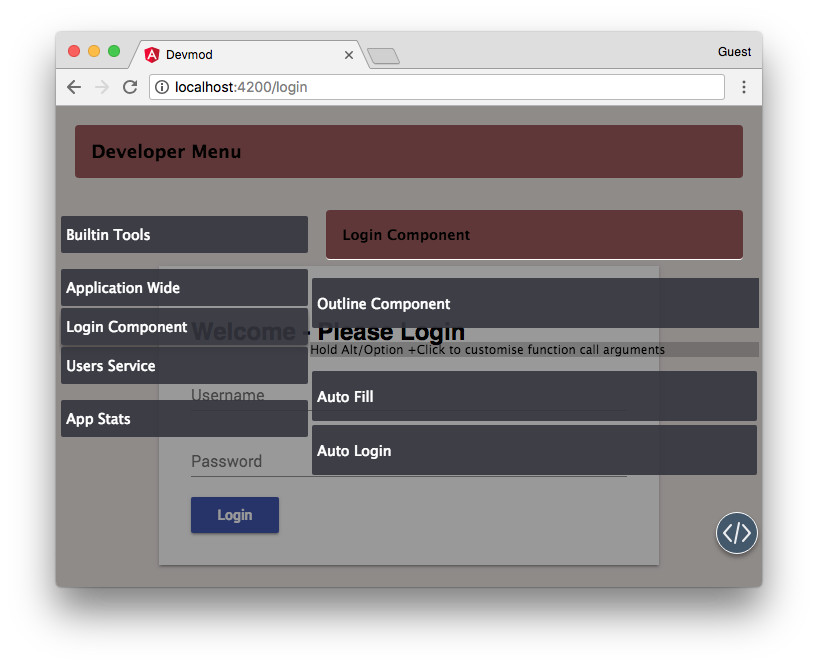 Devmod
Guest
localhost:4200/login
Developer Menu
Builtin Tools
Login Component
Application Wide
Outline Component
Login Component
Welcome - Please Login
Hold Alt/Option +Click to customise function call arguments
Users Service
Username
Auto Fill
App Stats
Auto Login
Password
Login